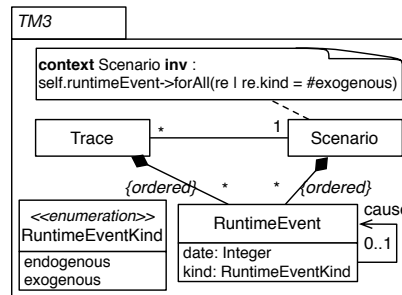 TM3
context Scenario inv :
self.runtimeEvent->forAll(re | re.kind = #exogenous)
Trace
*
1
Scenario
{ordered}
*
*
{ordered}
<<enumeration>>
RuntimeEventKind
endogenous
exogenous
RuntimeEvent
date: Integer
kind: RuntimeEventKind
cause
0..1